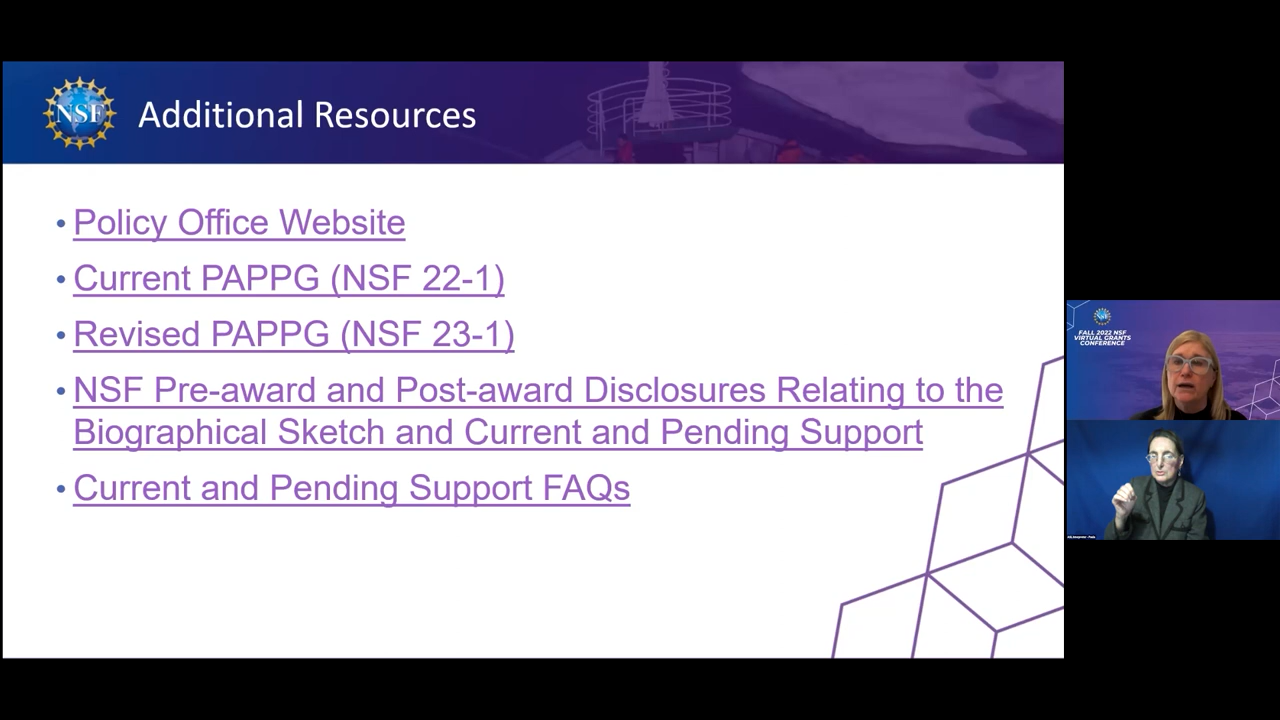 NSF
Additional Resources
• Policy Office Website
• Current PAPPG (NSF 22-1)
• Revised PAPPG (NSF 23-1)
• NSF Pre-award and Post-award Disclosures Relating to the
Biographical Sketch and Current and Pending Support
• Current and Pending Support FAQs
FALL 2022 NSF
VIRTUAL GRANTS
CONFERENCE